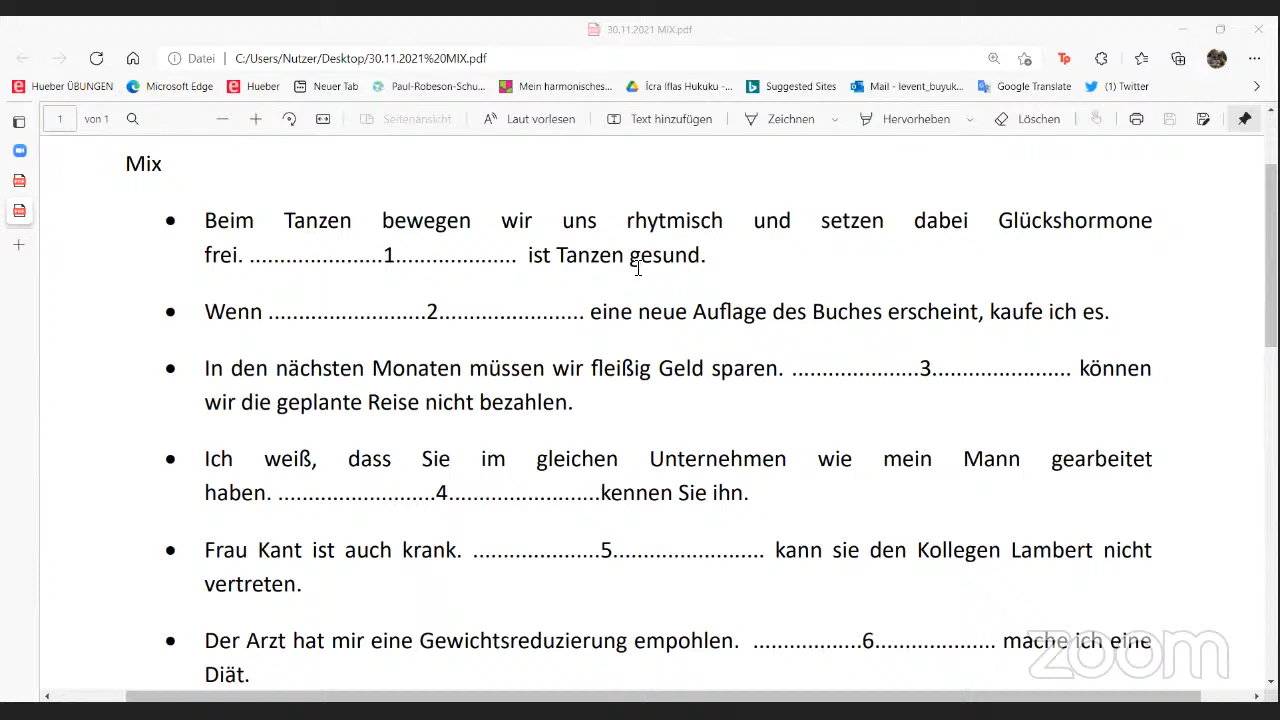 30.11.2021 MIX.pdf
Datei | C:/Users/Nutzer/Desktop/30.11.2021%20MIX.pdf
Huebe ÜBUNGEN Microsoft Edge Hueber Neuer Tab Paul-Robeson-Schu... Mein harmonisches... İcra Iflas Hukuku -... Suggested Sites Mail - levent_buyuk... Google Translate (1) Twitter
1 von 1 Seitenansicht Laut vorlesen Text hinzufügen Zeichnen Hervorheben Löschen
Mix
• Beim Tanzen bewegen wir uns rhytmisch und setzen dabei Glückshormone
frei. ......................1.................... ist Tanzen gesund.
• Wenn ..........................2........................ eine neue Auflage des Buches erscheint, kaufe ich es.
• In den nächsten Monaten müssen wir fleißig Geld sparen. .....................3....................... können
wir die geplante Reise nicht bezahlen.
• Ich weiß, dass Sie im gleichen Unternehmen wie mein Mann gearbeitet
haben. ..........................4.........................kennen Sie ihn.
• Frau Kant ist auch krank. .....................5......................... kann sie den Kollegen Lambert nicht
vertreten.
• Der Arzt hat mir eine Gewichtsreduzierung empohlen. ..................6.................... mache ich eine
Diät.
zoom